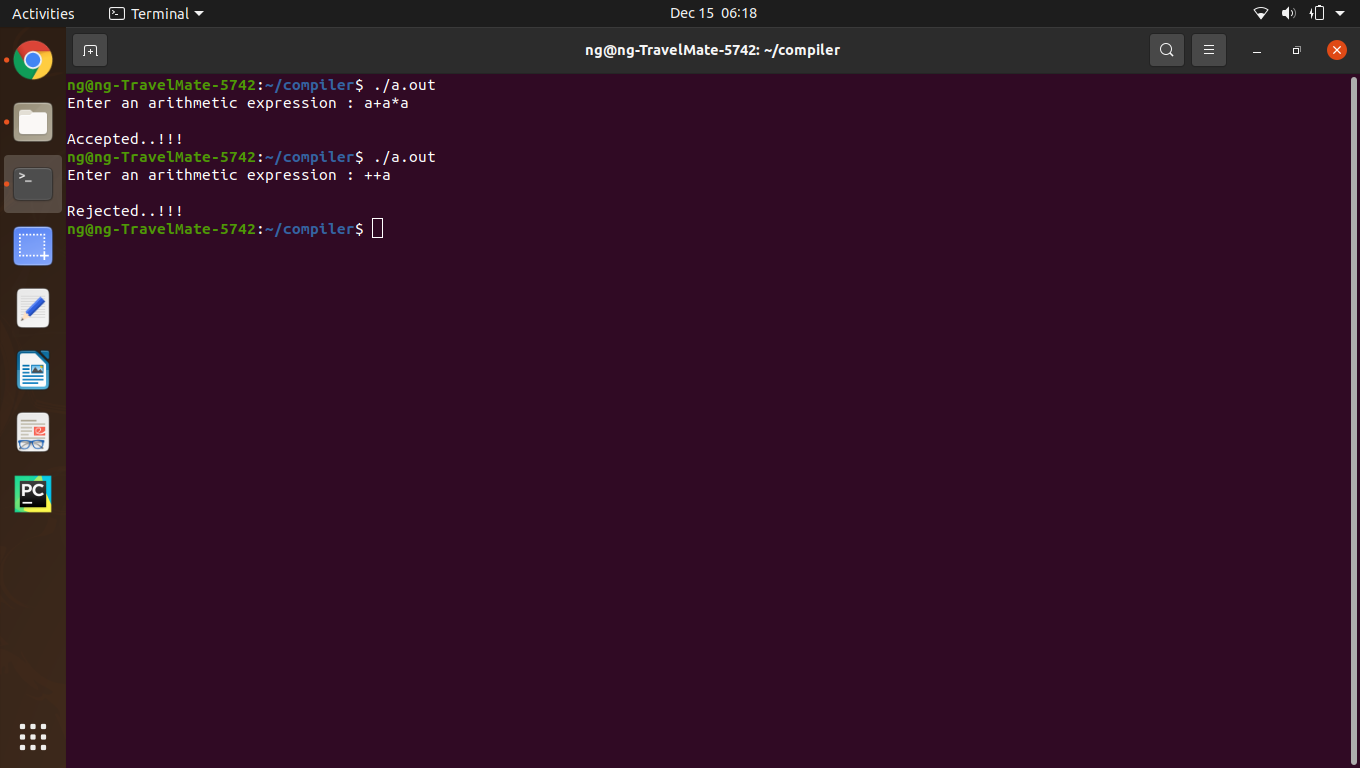 Activities Terminal Dec 15 06:18
ng@ng-TravelMate-5742: ~/compiler
ng@ng-TravelMate-5742:~/compiler$ ./a.out
Enter an arithmetic expression : a+a*a
Accepted..!!!
ng@ng-TravelMate-5742:~/compiler$ ./a.out
Enter an arithmetic expression : ++a
Rejected..!!!
ng@ng-TravelMate-5742:~/compiler$
PC